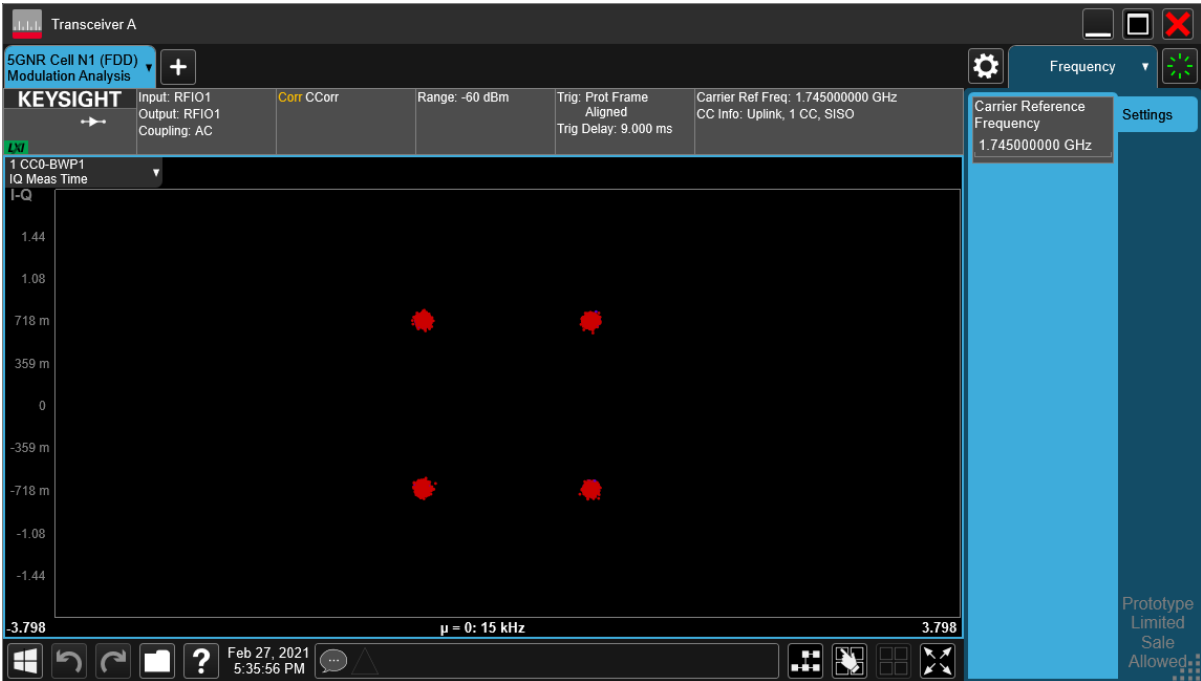 Transceiver A
5GNR Cell N1 (FDD)
Modulation Analysis
+
Frequency
KEYSIGHT
LXI
Input: RFIO1
Output: RFIO1
Coupling: AC
Corr CCorr
Range: -60 dBm
Trig: Prot Frame
Aligned
Trig Delay: 9.000 ms
Carrier Ref Freq: 1.745000000 GHz
CC Info: Uplink, 1 CC, SISO
Carrier Reference
Frequency
1.745000000 GHz
Settings
1 CC0-BWP1
IQ Meas Time
I-Q
1.44
1.08
718 m
359 m
0
-359 m
-718 m
-1.08
-1.44
-3.798
μ = 0: 15 kHz
3.798
Prototype
Limited
Sale
Allowed
?
Feb 27, 2021
5:35:56 PM